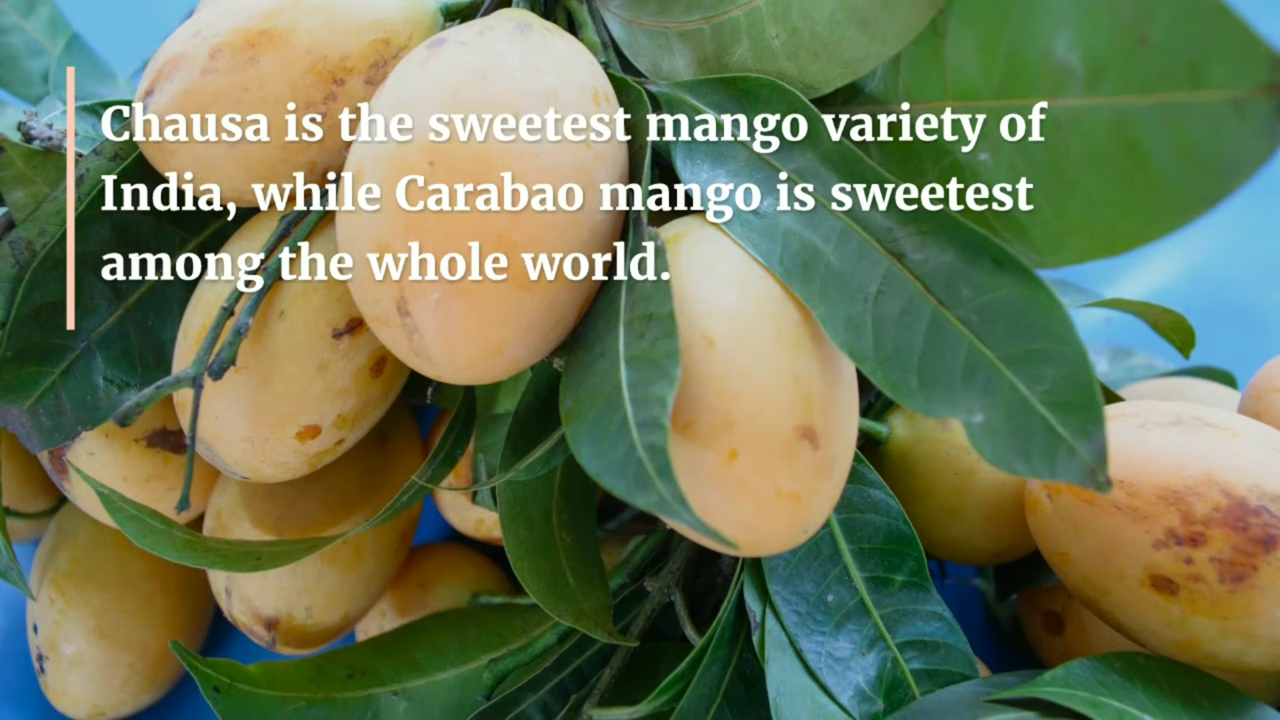 Chausa is the sweetest mango variety of
India, while Carabao mango is sweetest
among the whole world.